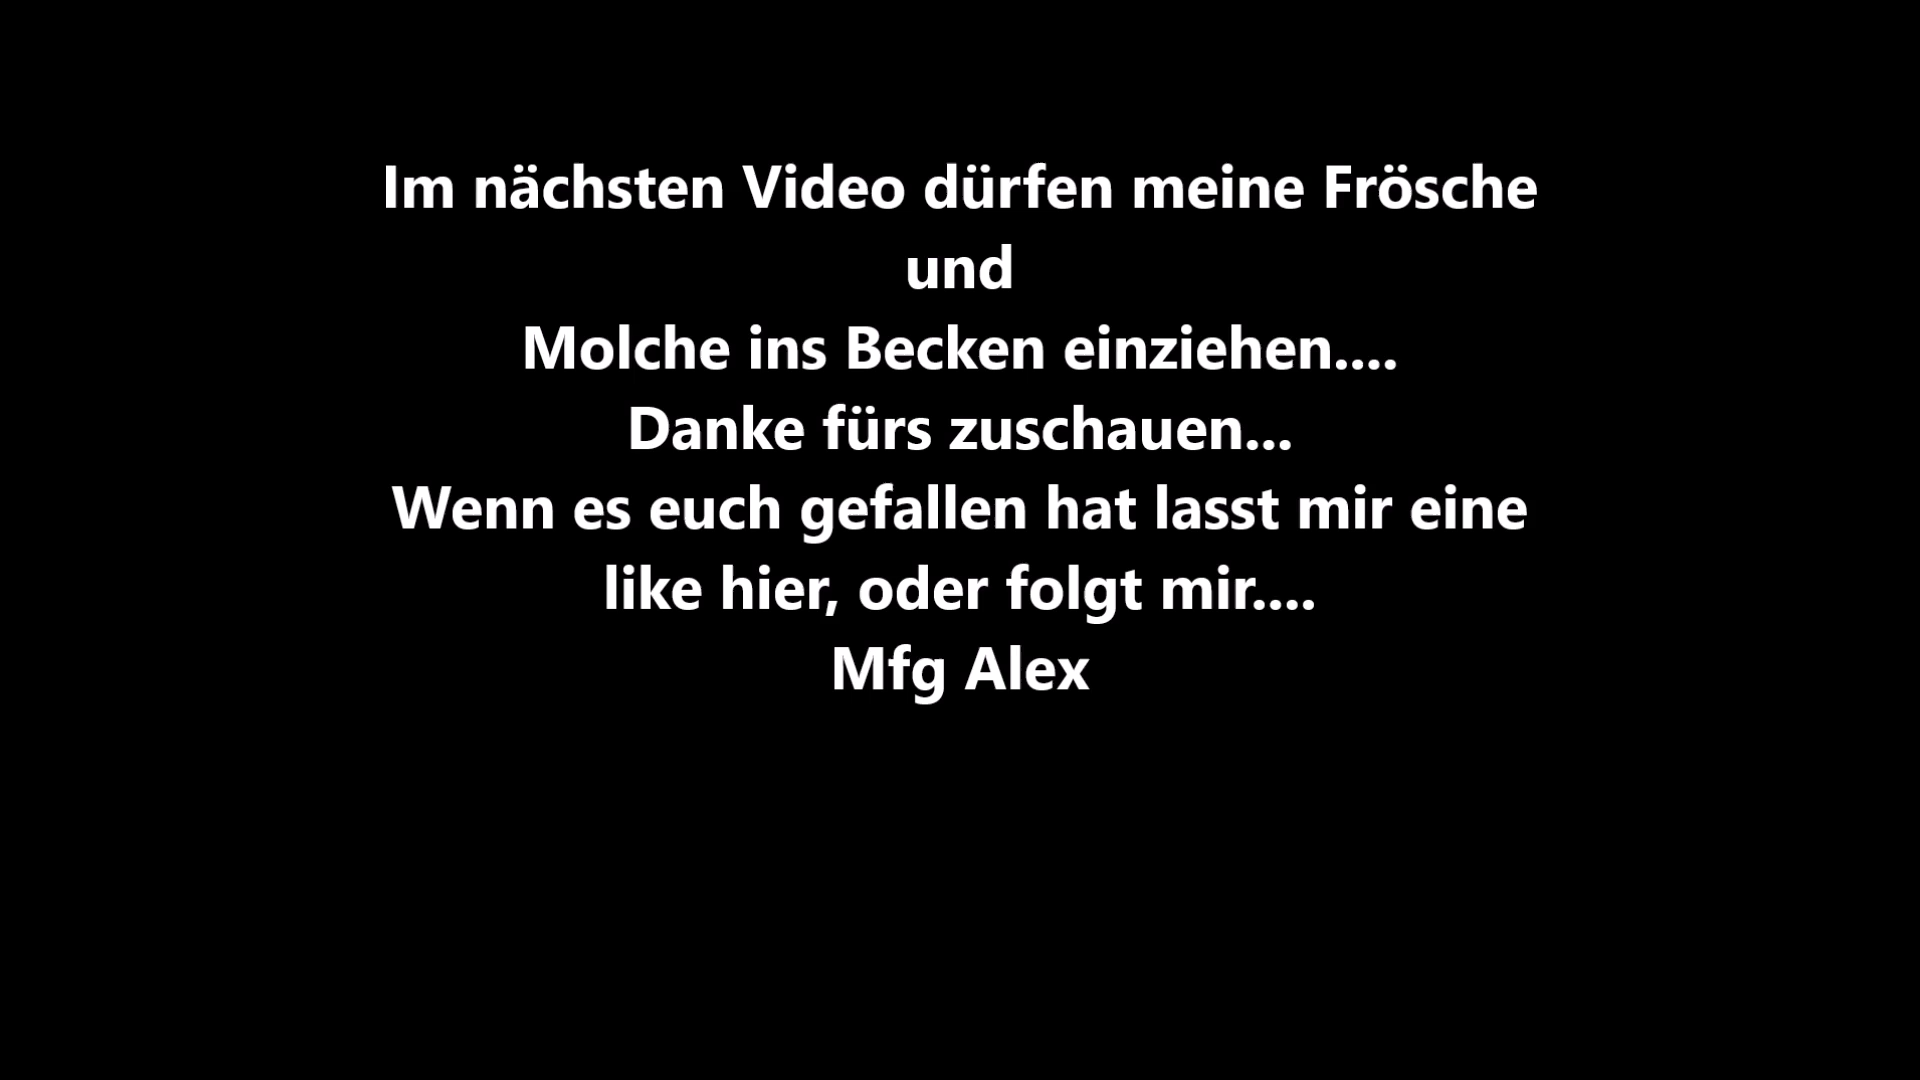 Im nächsten Video dürfen meine Frösche
und
Molche ins Becken einziehen....
Danke fürs zuschauen...
Wenn es euch gefallen hat lasst mir eine
like hier, oder folgt mir....
Mfg Alex